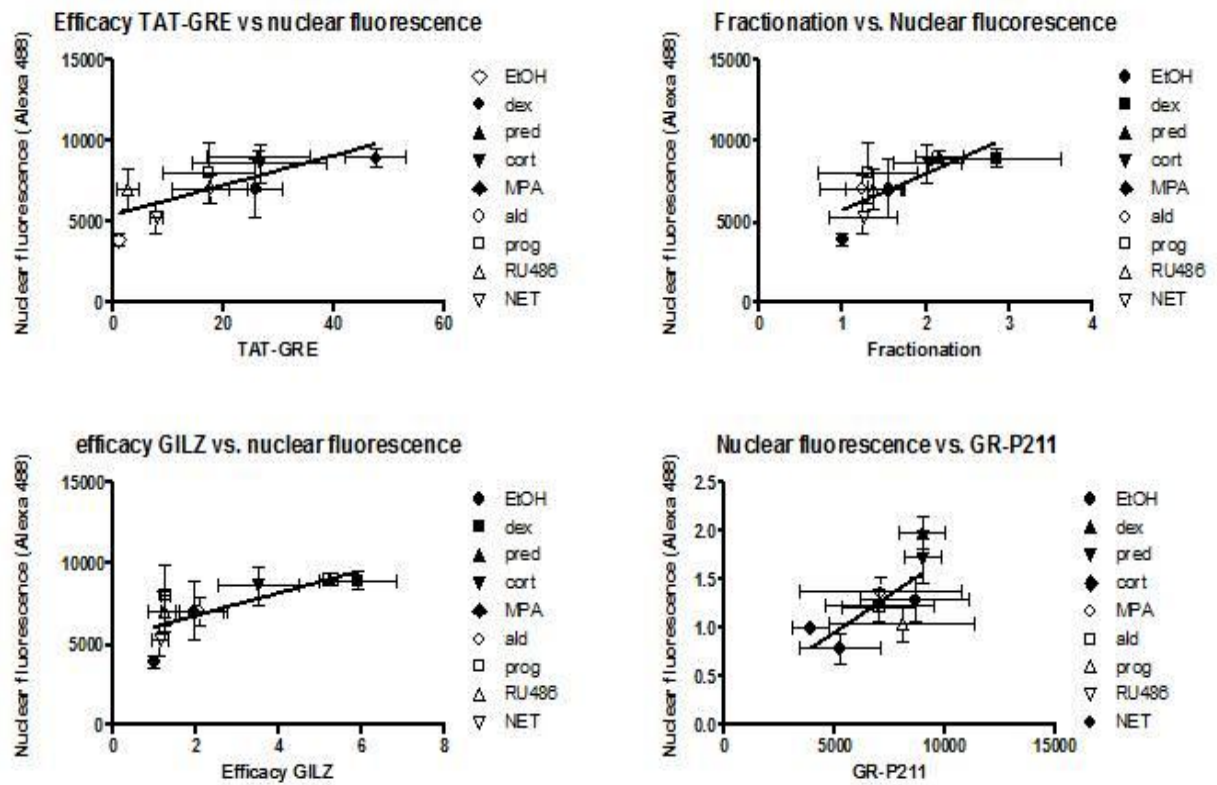 Efficacy TAT-GRE vs nuclear fluorescence
Nuclear fluorescence (Alexa 488)
15000
10000
5000
0
0 20 40 60
TAT-GRE
EtOH
dex
pred
cort
MPA
ald
prog
RU486
NET
Fractionation vs. Nuclear flucorescence
Nuclear fluorescence (Alexa 488)
15000
10000
5000
0
0 1 2 3 4
Fractionation
EtOH
dex
pred
cort
MPA
ald
prog
RU486
NET
efficacy GILZ vs. nuclear fluorescence
Nuclear fluorescence (Alexa 488)
15000
10000
5000
0
0 2 4 6 8
Efficacy GILZ
EtOH
dex
pred
cort
MPA
ald
prog
RU486
NET
Nuclear fluorescence vs. GR-P211
Nuclear fluorescence (Alexa 488)
2.5
2.0
1.5
1.0
0.5
0.0
0 5000 10000 15000
GR-P211
EtOH
dex
pred
cort
MPA
ald
prog
RU486
NET